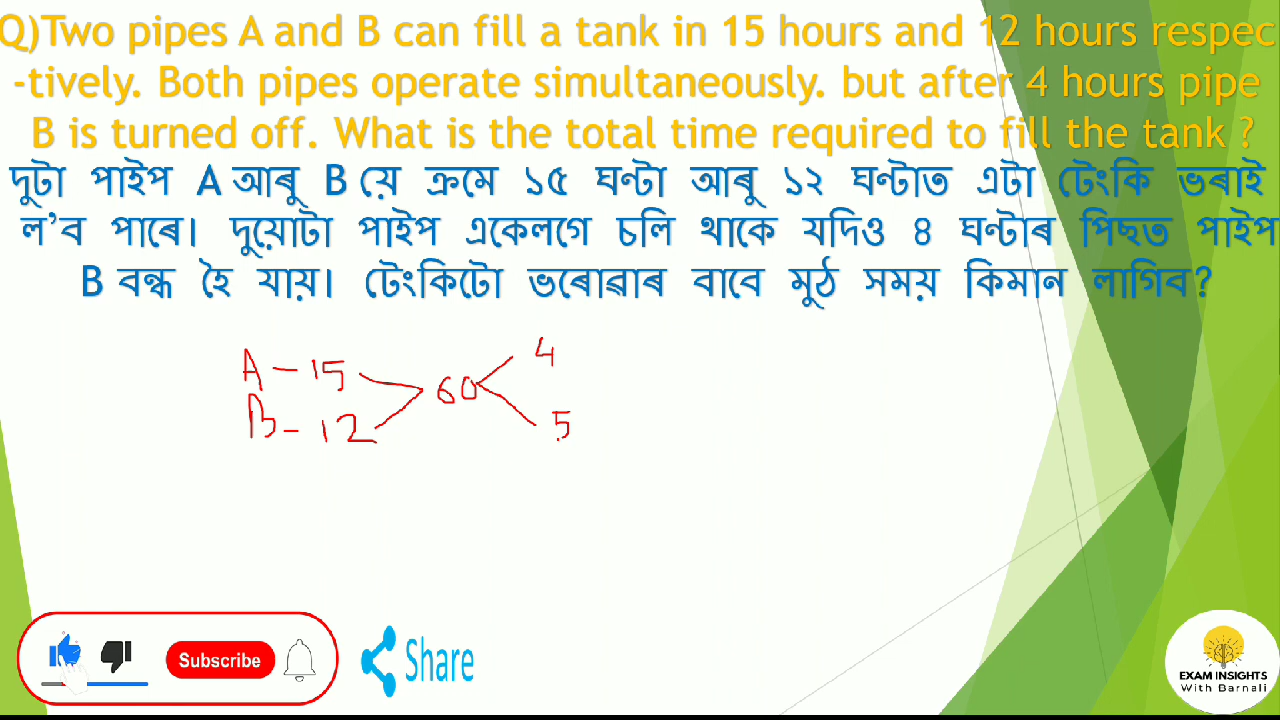 Q)Two pipes A and B can fill a tank in 15 hours and 12 hours respec
-tively. Both pipes operate simultaneously. but after 4 hours pipe
B is turned off. What is the total time required to fill the tank ?
দুটা পাইপ A আৰু B য়ে ক্ৰমে ১৫ ঘণ্টা আৰু ১২ ঘণ্টাত এটা টেংকি ভৰাই
ল’ব পাৰে। দুয়োটা পাইপ একেলগে চলি থাকে যদিও ৪ ঘণ্টাৰ পিছত পাইপ
B বন্ধ হৈ যায়। টেংকিটো ভৰোৱাৰ বাবে মুঠ সময় কিমান লাগিব?
A - 15
B - 12
60
4
5
Subscribe
Share
EXAM INSIGHTS
With Barnali